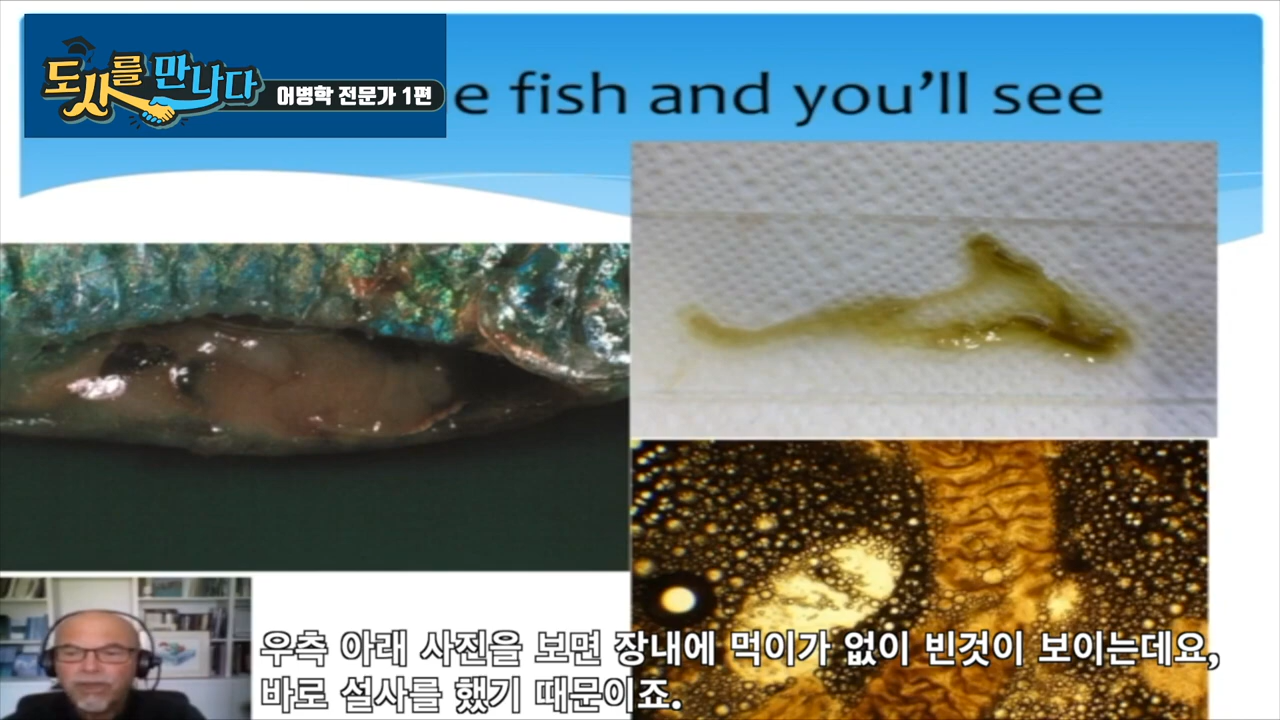 도사를 만나다
어병학 전문가 1편
e fish and you'll see
우측 아래 사진을 보면 장내에 먹이가 없이 빈것이 보이는데요,
바로 설사를 했기 때문이죠.